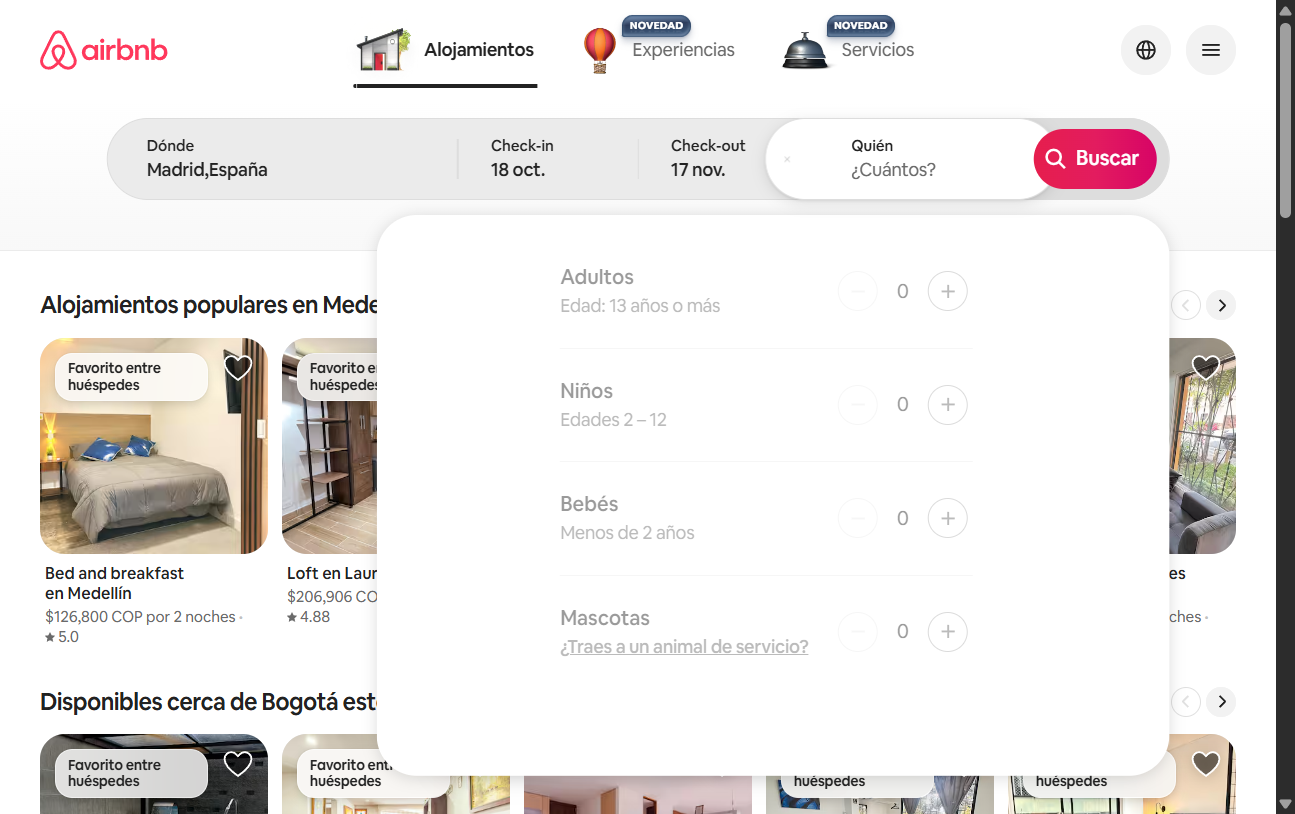 airbnb
Alojamientos
NOVEDAD
Experiencias
NOVEDAD
Servicios
Dónde
Madrid,España
Check-in
18 oct.
Check-out
17 nov.
Quién
¿Cuántos?
Buscar
Adultos
Edad: 13 años o más
0
Niños
Edades 2 – 12
0
Bebés
Menos de 2 años
0
Mascotas
¿Traes a un animal de servicio?
0
Alojamientos populares en Mede
Favorito entre
huéspedes
Favorito e
huéspedes
Bed and breakfast
en Medellín
$126,800 COP por 2 noches ·
★ 5.0
Loft en Laur
$206,906 CO
★ 4.88
es
ches ·
Disponibles cerca de Bogotá est
Favorito entre
huéspedes
Favorito ent
huéspedes
huéspedes
huéspedes